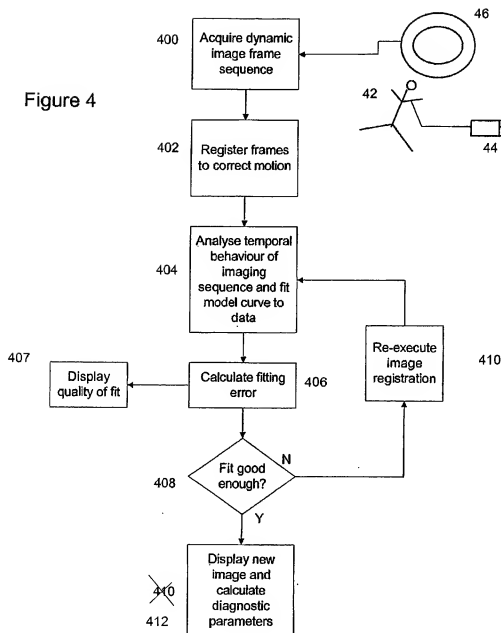 Figure 4
400
Acquire dynamic
image frame
sequence
46
42
44
402
Register frames
to correct motion
404
Analyse temporal
behaviour of
imaging
sequence and fit
model curve to
data
407
Display
quality of fit
Calculate fitting
error
406
Re-execute
image
registration
410
408
Fit good
enough?
N
Y
410
412
Display new
image and
calculate
diagnostic
parameters